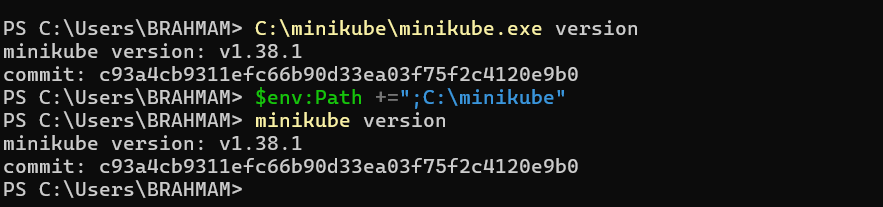 PS C:\Users\BRAHMAM> C:\minikube\minikube.exe version
minikube version: v1.38.1
commit: c93a4cb9311efc66b90d33ea03f75f2c4120e9b0
PS C:\Users\BRAHMAM> $env:Path +=";C:\minikube"
PS C:\Users\BRAHMAM> minikube version
minikube version: v1.38.1
commit: c93a4cb9311efc66b90d33ea03f75f2c4120e9b0
PS C:\Users\BRAHMAM>